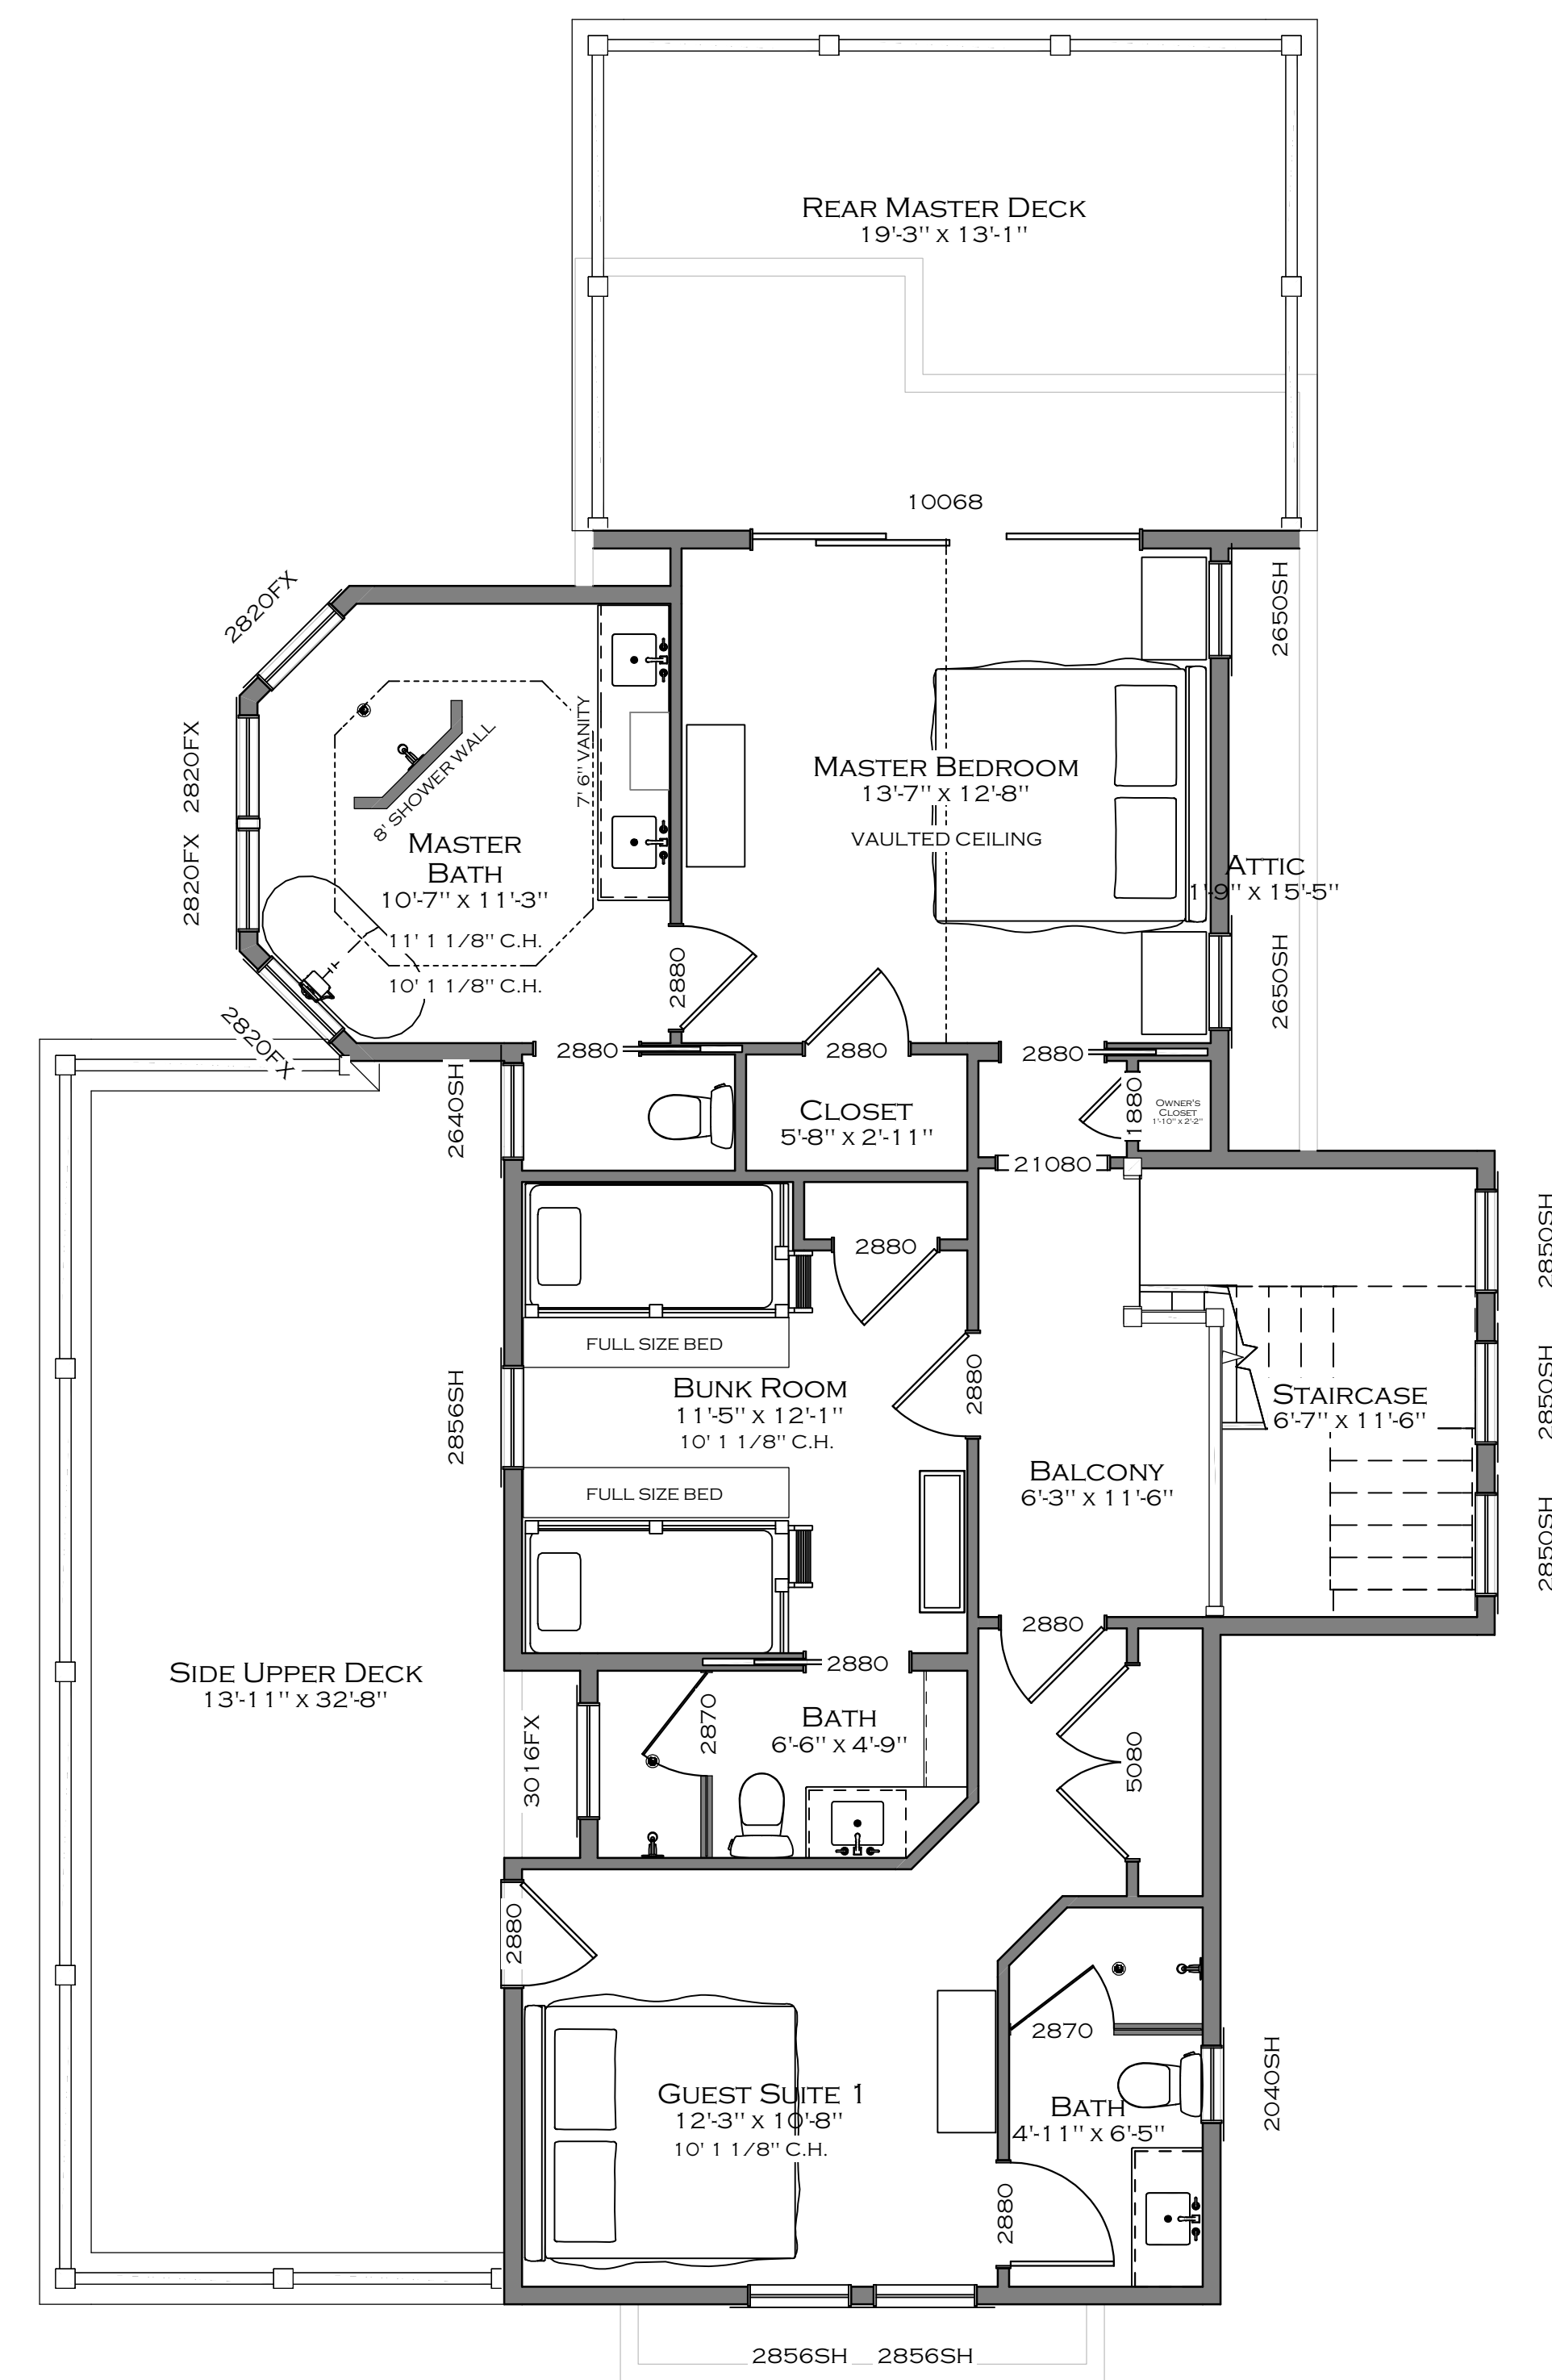 REAR MASTER DECK
19'-3" X 13'-1"
10068
2820FX
2650SH
2820FX
2820FX
7' 6" VANITY
8' SHOWER WALL
MASTER BEDROOM
13'-7" X 12'-8"
VAULTED CEILING
MASTER
BATH
10'-7" X 11'-3"
11' 1 1/8" C.H.
10' 1 1/8" C.H.
ATTIC
1'-9" X 15'-5"
2880
2650SH
2820FX
2880
2880
2880
2640SH
CLOSET
5'-8" X 2'-11"
1880
OWNER'S
CLOSET
1'-10" X 2'-2"
21080
2880
2850SH
FULL SIZE BED
2856SH
BUNK ROOM
11'-5" X 12'-1"
10' 1 1/8" C.H.
2880
STAIRCASE
6'-7" X 11'-6"
2850SH
BALCONY
6'-3" X 11'-6"
FULL SIZE BED
2850SH
2880
2880
SIDE UPPER DECK
13'-11" X 32'-8"
3016FX
2870
BATH
6'-6" X 4'-9"
5080
2880
2870
2040SH
GUEST SUITE 1
12'-3" X 10'-8"
10' 1 1/8" C.H.
BATH
4'-11" X 6'-5"
2880
2856SH
2856SH